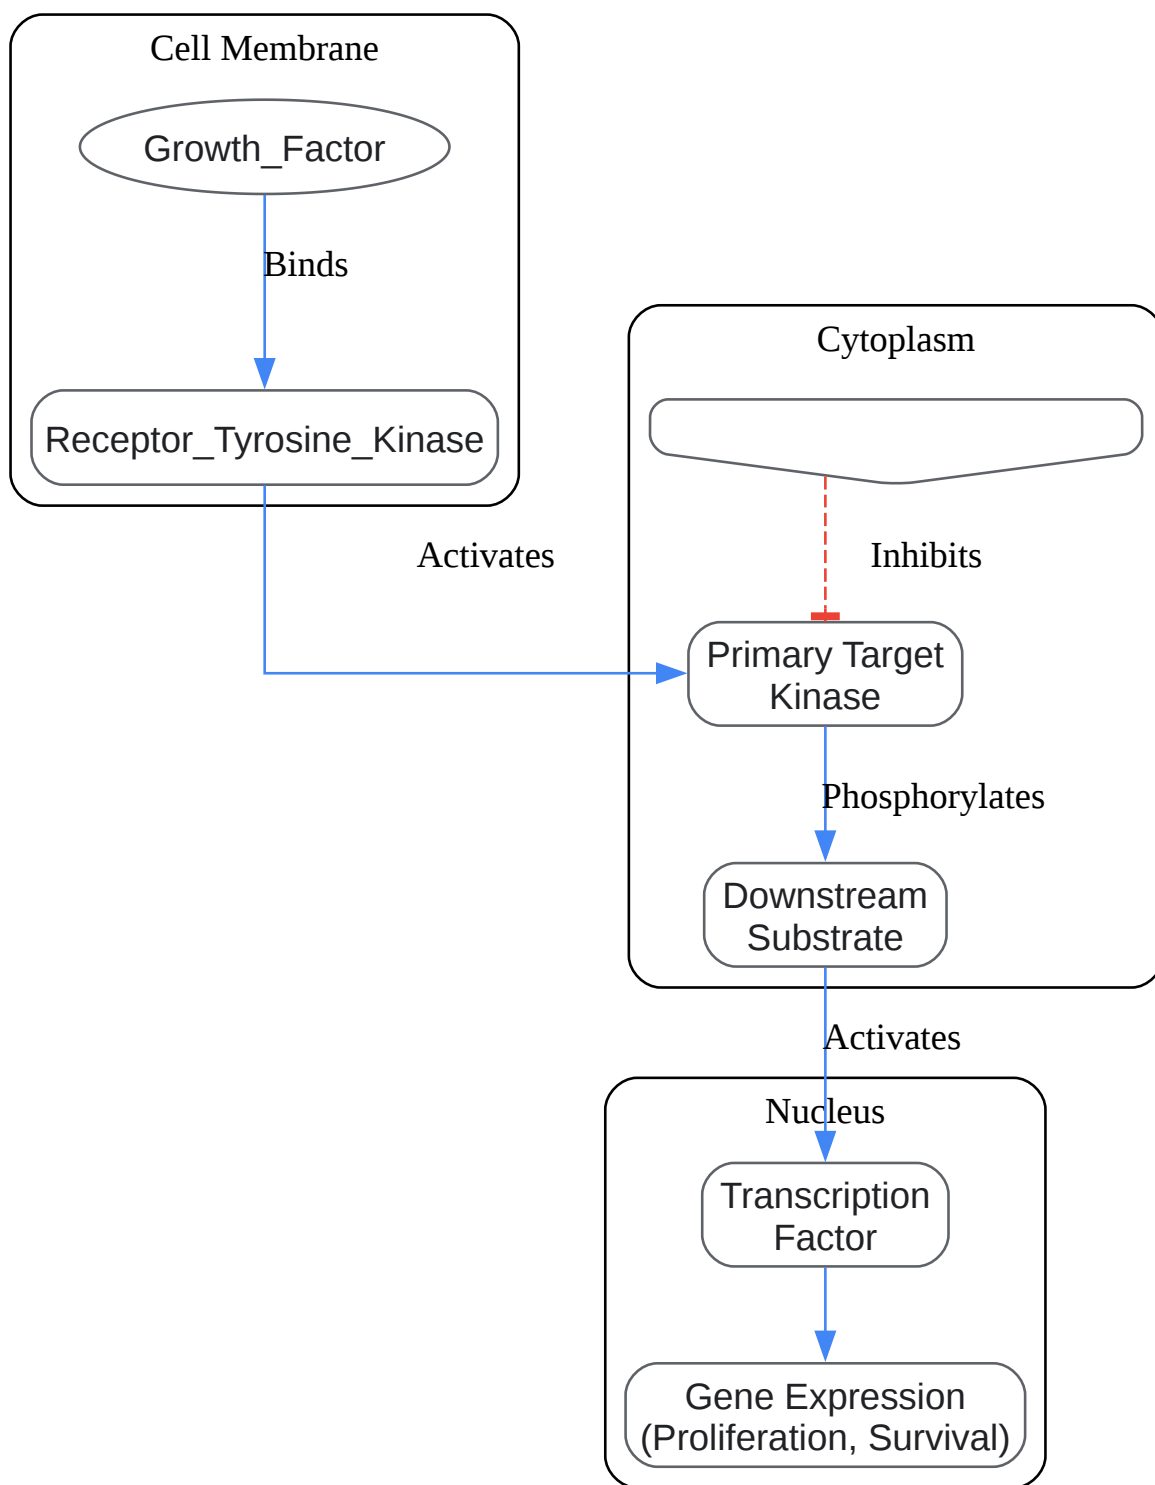 Cell Membrane
Growth_Factor
Binds
Receptor_Tyrosine_Kinase
Activates
Cytoplasm
Inhibits
Primary Target
Kinase
Phosphorylates
Downstream
Substrate
Activates
Nucleus
Transcription
Factor
Gene Expression
(Proliferation, Survival)